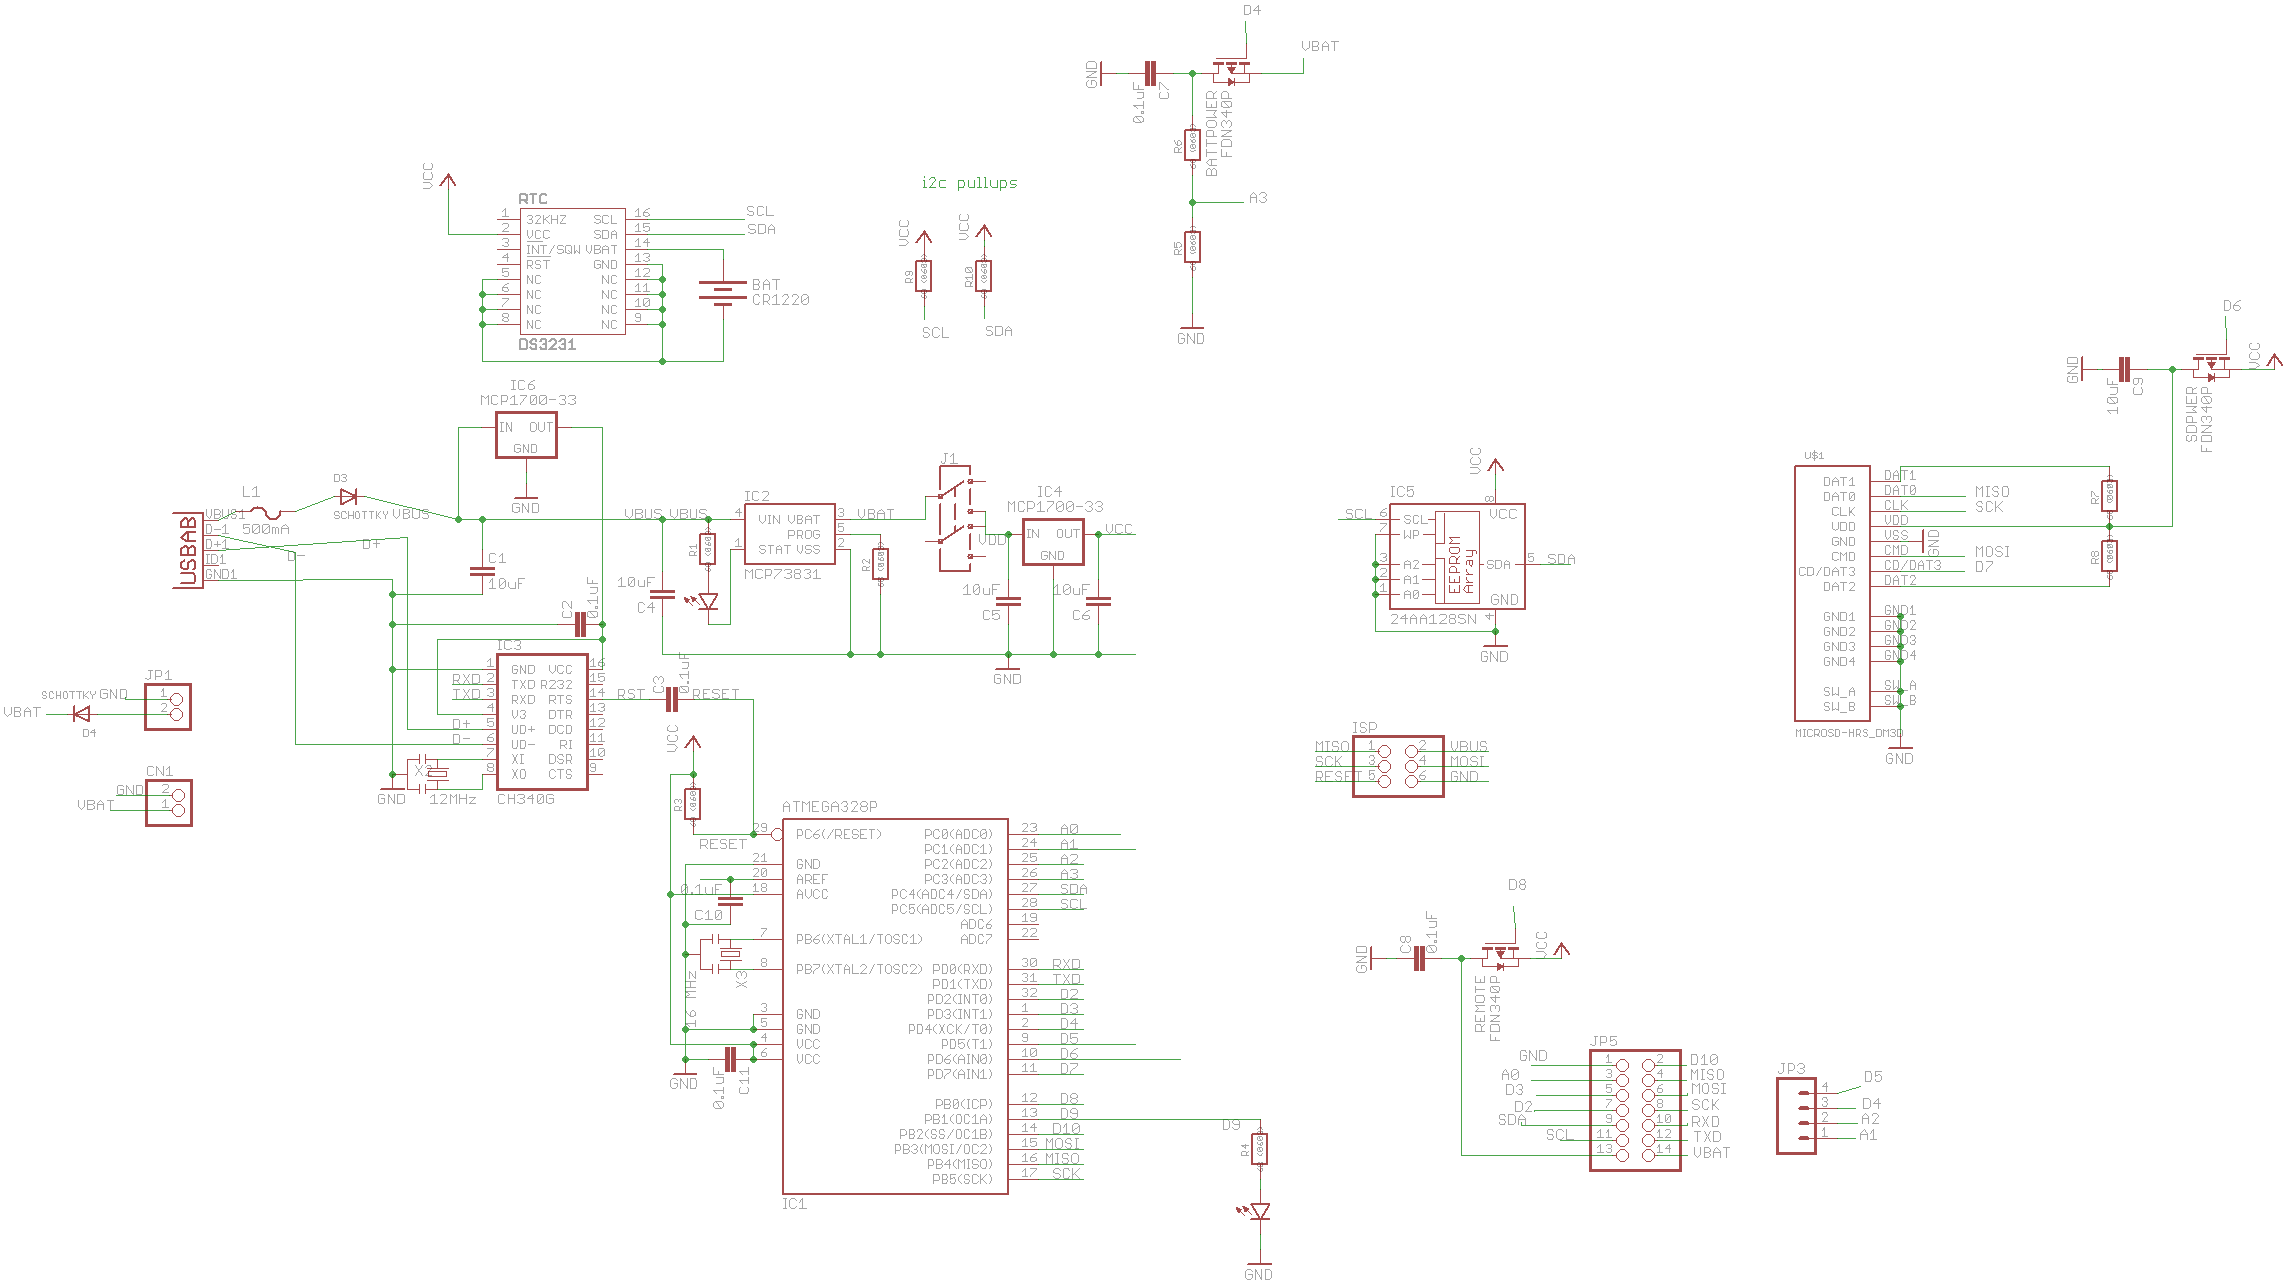 D4
VBAT
GND
0.1uF
C7
BATTPOWER
FDN340P
R6
A3
R5
GND
VCC
RTC
1 32KHZ SCL 16 SCL
2 VCC SDA 15 SDA
3 INT/SQW VBAT 14
4 RST GND 13
5 NC NC 12
6 NC NC 11
7 NC NC 10
8 NC NC 9
DS3231
BAT
CR1220
i2c pullups
VCC
VCC
R9
R10
SCL
SDA
D6
VCC
GND
10uF
C9
SDPWER
FDN340P
IC6
MCP1700-33
IN OUT
GND
GND
D3
SCHOTTKY
VBUS
L1
500mA
USBAB
VBUS1
D-1
D+1
ID1
GND1
D+
D-
C1
10uF
C2
0.1uF
VBUS
VBUS
10uF
C4
R1
IC2
4 VIN VBAT 3
PROG 5
1 STAT VSS 2
MCP73831
VBAT
R2
J1
VDD
IC4
MCP1700-33
IN OUT
GND
VCC
10uF
C5
10uF
C6
GND
IC5
VCC
8
VCC
SCL 6 SCL
7 WP
3 A2
2 A1
1 A0
EEPROM
Array
SDA 5 SDA
GND
4
24AA128SN
GND
U$1
DAT1 DAT1
DAT0 DAT0 MISO
CLK CLK SCK
VDD VDD
GND VSS GND
CMD CMD MOSI
CD/DAT3 CD/DAT3 D7
DAT2 DAT2
GND1 GND1
GND2 GND2
GND3 GND3
GND4 GND4
SW_A SW_A
SW_B SW_B
MICROSD-HRS_DM3D
GND
R7
R8
IC3
1 GND VCC 16
RXD 2 TXD R232 15
TXD 3 RXD RTS 14
4 V3 DTR 13
D+ 5 UD+ DCD 12
D- 6 UD- RI 11
7 XI DSR 10
8 XO CTS 9
CH340G
X2
12MHz
GND
RST
C3
0.1uF
RESET
JP1
SCHOTTKY
GND
1
VBAT
2
D4
CN1
GND 2
VBAT 1
VCC
R3
RESET
ATMEGA328P
29 PC6(/RESET)
21 GND
20 AREF
18 AVCC
7 PB6(XTAL1/TOSC1)
8 PB7(XTAL2/TOSC2)
3 GND
5 GND
4 VCC
6 VCC
PC0(ADC0) 23 A0
PC1(ADC1) 24 A1
PC2(ADC2) 25 A2
PC3(ADC3) 26 A3
PC4(ADC4/SDA) 27 SDA
PC5(ADC5/SCL) 28 SCL
ADC6 19
ADC7 22
PD0(RXD) 30 RXD
PD1(TXD) 31 TXD
PD2(INT0) 32 D2
PD3(INT1) 1 D3
PD4(XCK/T0) 2 D4
PD5(T1) 9 D5
PD6(AIN0) 10 D6
PD7(AIN1) 11 D7
PB0(ICP) 12 D8
PB1(OC1A) 13 D9
PB2(SS/OC1B) 14 D10
PB3(MOSI/OC2) 15 MOSI
PB4(MISO) 16 MISO
PB5(SCK) 17 SCK
IC1
0.1uF
C10
16 MHz
X3
0.1uF
C11
GND
D9
R4
GND
ISP
MISO 1 2 VBUS
SCK 3 4 MOSI
RESET 5 6 GND
D8
VCC
GND
C8
0.1uF
REMOTE
FDN340P
JP5
GND 1 2 D10
A0 3 4 MISO
D3 5 6 MOSI
D2 7 8 SCK
SDA 9 10 RXD
SCL 11 12 TXD
13 14 VBAT
JP3
4 D5
3 D4
2 A2
1 A1